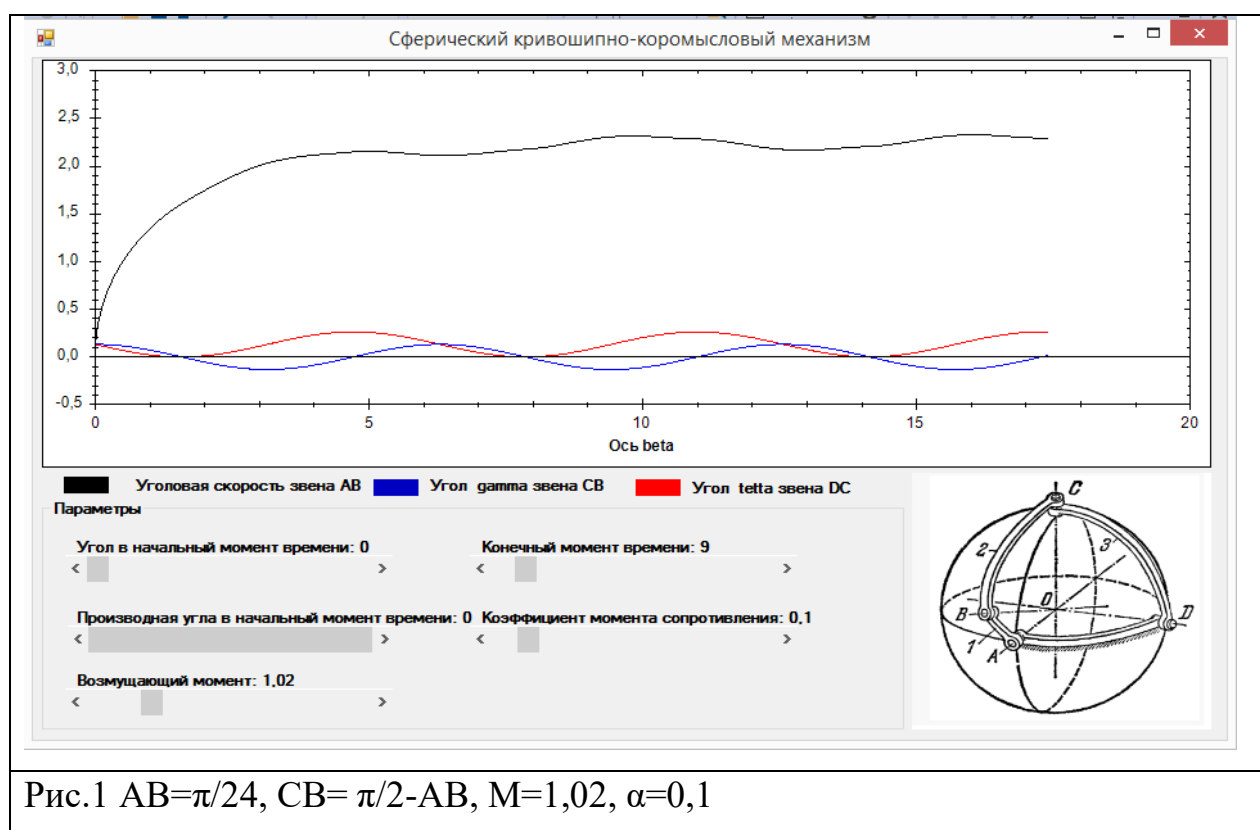 Сферический кривошипно-коромысловый механизм
3,0
2,5
2,0
1,5
1,0
0,5
0,0
-0,5
0 5 10 15 20
Ось beta
Угловая скорость звена AB Угол gamma звена CB Угол tetta звена DC
Параметры
Угол в начальный момент времени: 0 Конечный момент времени: 9
Производная угла в начальный момент времени: 0 Коэффициент момента сопротивления: 0,1
Возмущающий момент: 1,02
C
2
3
O
B
D
1
A
Рис.1 AB=π/24, CB= π/2-AB, M=1,02, α=0,1